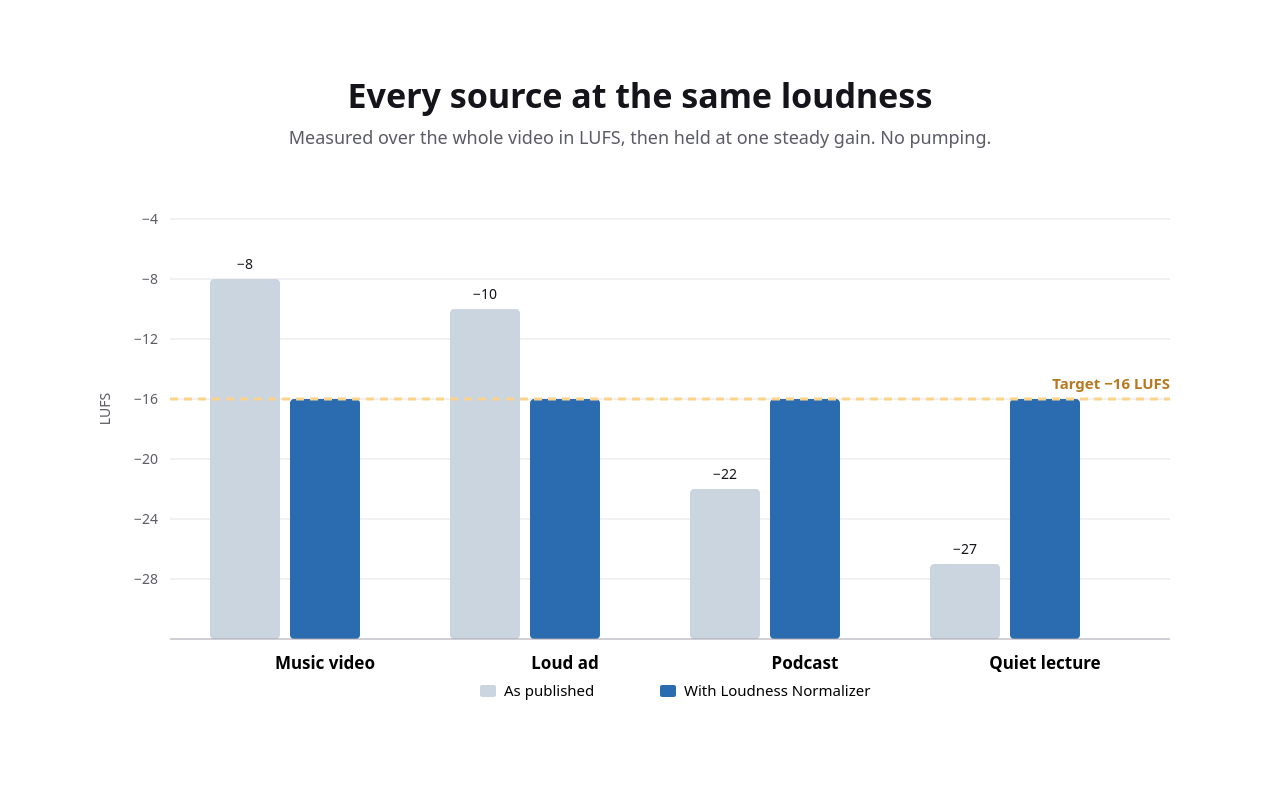 Every source at the same loudness
Measured over the whole video in LUFS, then held at one steady gain. No pumping.
−4
−8
−8
−10
−12
Target −16 LUFS
−16
LUFS
−20
−22
−24
−27
−28
Music video
Loud ad
Podcast
Quiet lecture
As published
With Loudness Normalizer